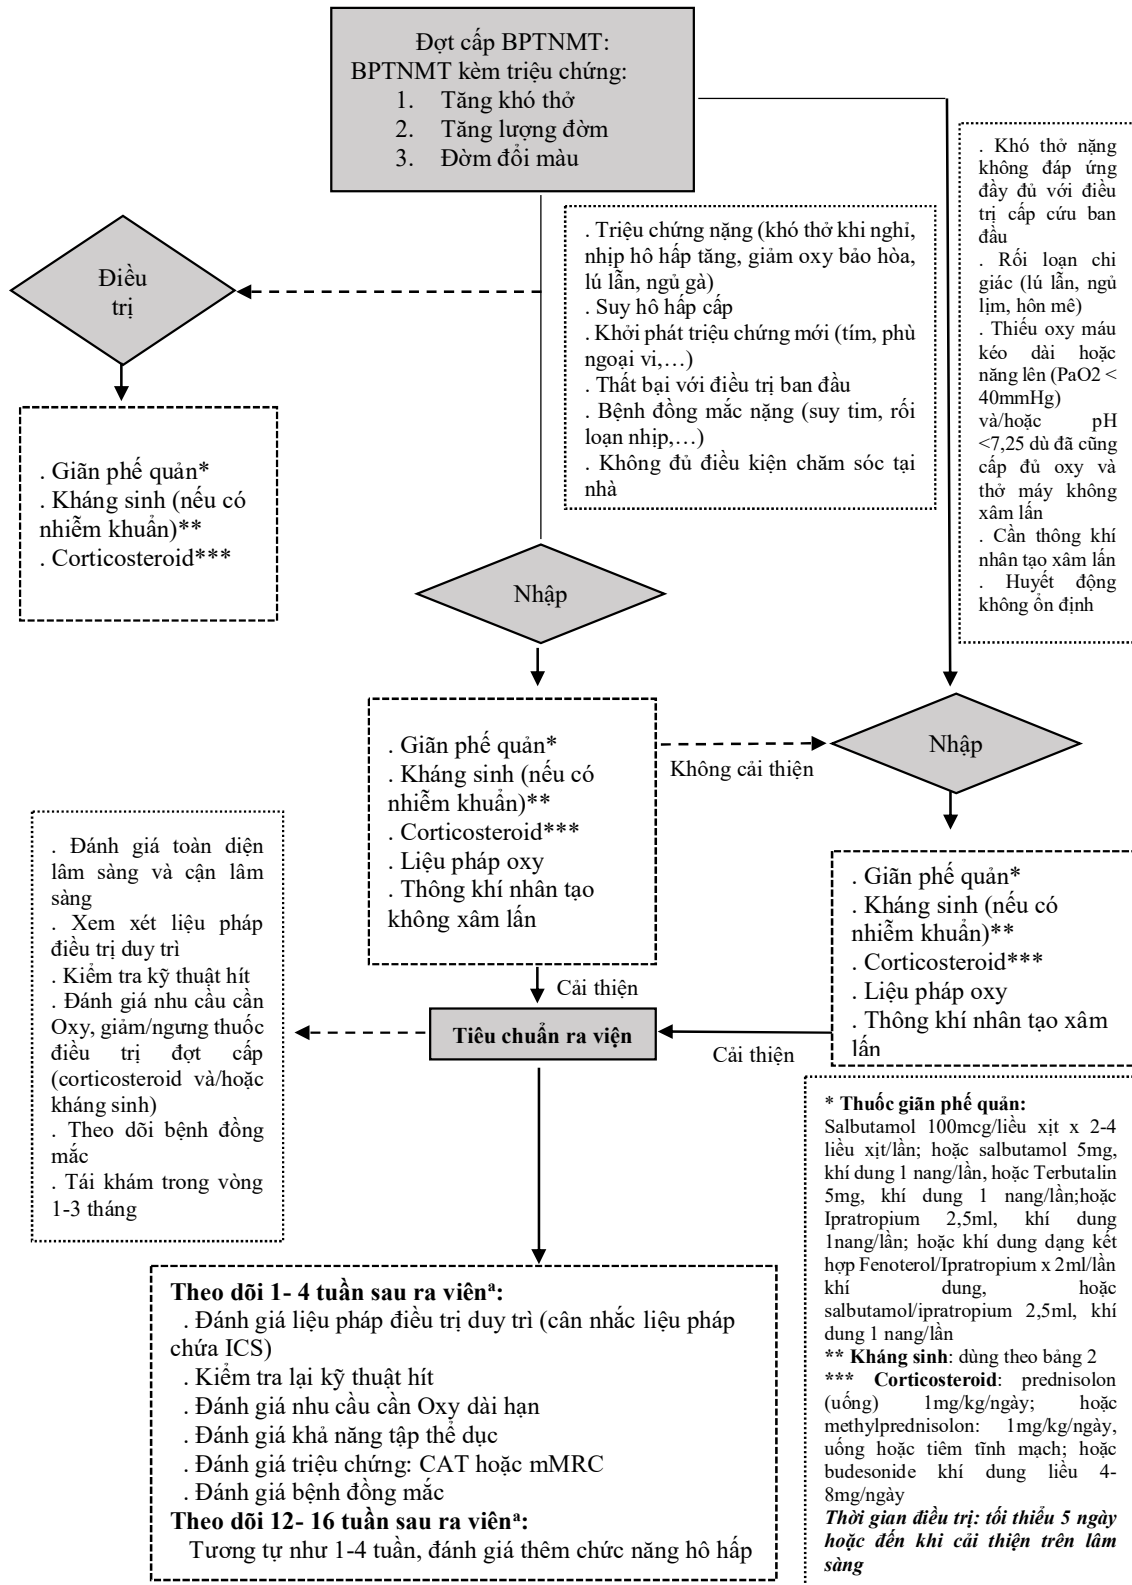 Đợt cấp BPTNMT:
BPTNMT kèm triệu chứng:
1. Tăng khó thở
2. Tăng lượng đờm
3. Đờm đổi màu
. Khó thở nặng
không đáp ứng
đầy đủ với điều
trị cấp cứu ban
đầu
. Rối loạn chi
giác (lú lẫn, ngủ
lịm, hôn mê)
. Thiếu oxy máu
kéo dài hoặc
năng lên (PaO2 <
40mmHg)
và/hoặc pH
<7,25 dù đã cũng
cấp đủ oxy và
thở máy không
xâm lấn
. Cần thông khí
nhân tạo xâm lấn
. Huyết động
không ổn định
. Triệu chứng nặng (khó thở khi nghỉ,
nhịp hô hấp tăng, giảm oxy bảo hòa,
lú lẫn, ngủ gà)
. Suy hô hấp cấp
. Khởi phát triệu chứng mới (tím, phù
ngoại vi,…)
. Thất bại với điều trị ban đầu
. Bệnh đồng mắc nặng (suy tim, rối
loạn nhịp,…)
. Không đủ điều kiện chăm sóc tại
nhà
Điều
trị
. Giãn phế quản*
. Kháng sinh (nếu có
nhiễm khuẩn)**
. Corticosteroid***
Nhập
. Giãn phế quản*
. Kháng sinh (nếu có
nhiễm khuẩn)**
. Corticosteroid***
. Liệu pháp oxy
. Thông khí nhân tạo
không xâm lấn
Không cải thiện
Nhập
. Giãn phế quản*
. Kháng sinh (nếu có
nhiễm khuẩn)**
. Corticosteroid***
. Liệu pháp oxy
. Thông khí nhân tạo xâm
lấn
Cải thiện
Tiêu chuẩn ra viện
Cải thiện
. Đánh giá toàn diện
lâm sàng và cận lâm
sàng
. Xem xét liệu pháp
điều trị duy trì
. Kiểm tra kỹ thuật hít
. Đánh giá nhu cầu cần
Oxy, giảm/ngưng thuốc
điều trị đợt cấp
(corticosteroid và/hoặc
kháng sinh)
. Theo dõi bệnh đồng
mắc
. Tái khám trong vòng
1-3 tháng
* Thuốc giãn phế quản:
Salbutamol 100mcg/liều xịt x 2-4
liều xịt/lần; hoặc salbutamol 5mg,
khí dung 1 nang/lần, hoặc Terbutalin
5mg, khí dung 1 nang/lần;hoặc
Ipratropium 2,5ml, khí dung
1nang/lần; hoặc khí dung dạng kết
hợp Fenoterol/Ipratropium x 2ml/lần
khí dung, hoặc
salbutamol/ipratropium 2,5ml, khí
dung 1 nang/lần
** Kháng sinh: dùng theo bảng 2
*** Corticosteroid: prednisolon
(uống) 1mg/kg/ngày; hoặc
methylprednisolon: 1mg/kg/ngày,
uống hoặc tiêm tĩnh mạch; hoặc
budesonide khí dung liều 4-
8mg/ngày
Thời gian điều trị: tối thiểu 5 ngày
hoặc đến khi cải thiện trên lâm
sàng
Theo dõi 1- 4 tuần sau ra viênª:
. Đánh giá liệu pháp điều trị duy trì (cân nhắc liệu pháp
chứa ICS)
. Kiểm tra lại kỹ thuật hít
. Đánh giá nhu cầu cần Oxy dài hạn
. Đánh giá khả năng tập thể dục
. Đánh giá triệu chứng: CAT hoặc mMRC
. Đánh giá bệnh đồng mắc
Theo dõi 12- 16 tuần sau ra viênª:
Tương tự như 1-4 tuần, đánh giá thêm chức năng hô hấp